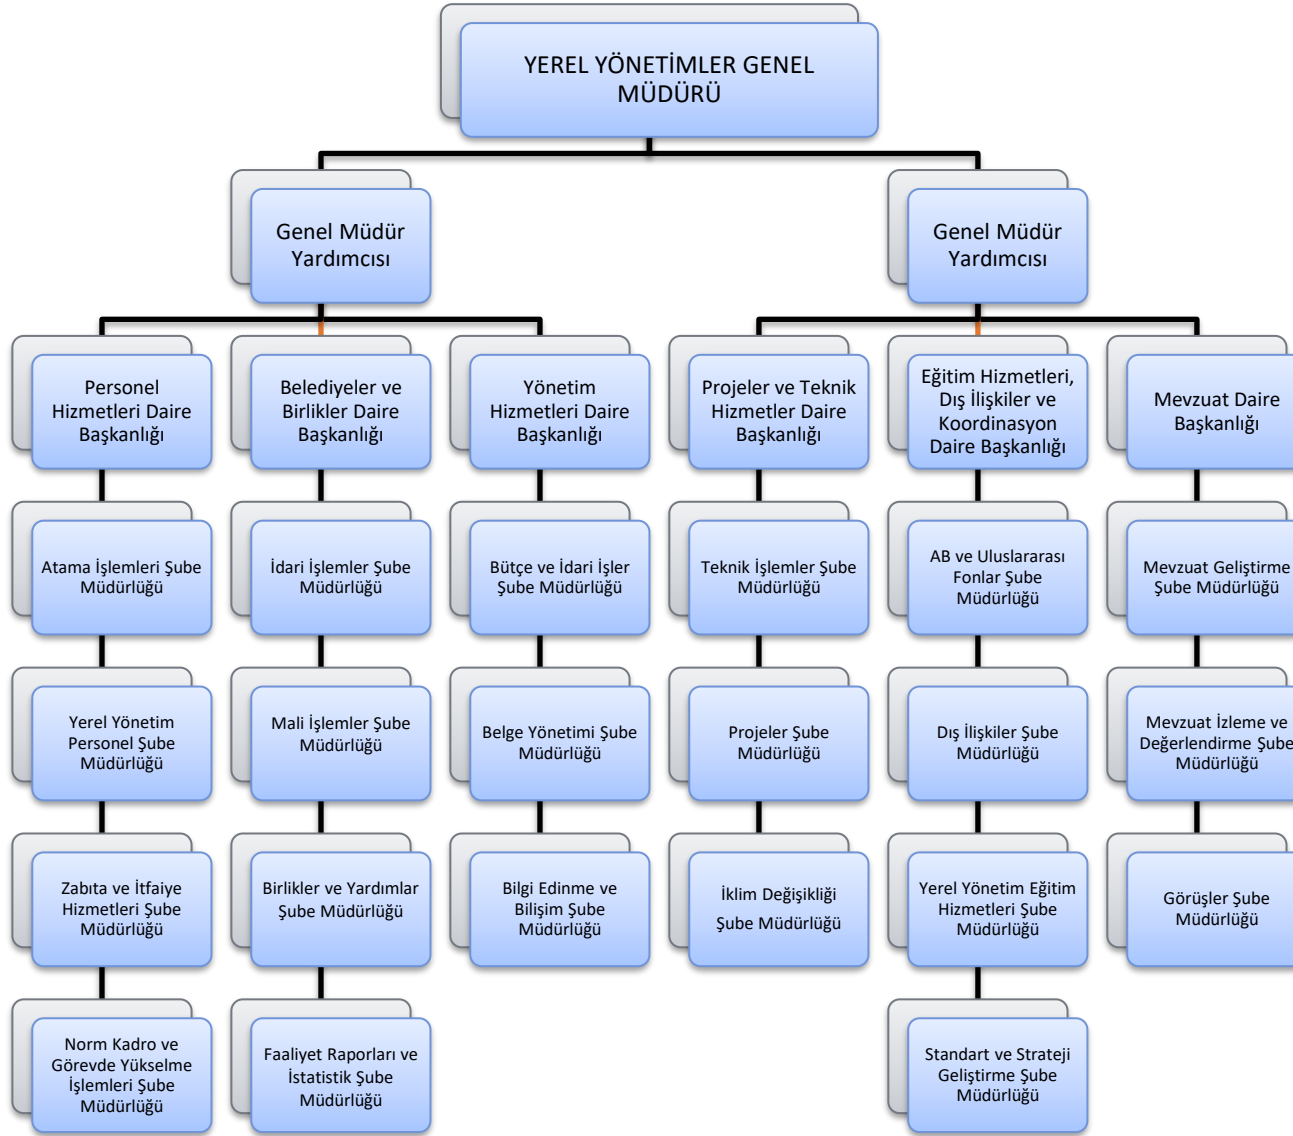 YEREL YÖNETİMLER GENEL
MÜDÜRÜ
Genel Müdür
Yardımcısı
Genel Müdür
Yardımcısı
Personel
Hizmetleri Daire
Başkanlığı
Belediyeler ve
Birlikler Daire
Başkanlığı
Yönetim
Hizmetleri Daire
Başkanlığı
Projeler ve Teknik
Hizmetler Daire
Başkanlığı
Eğitim Hizmetleri,
Dış İlişkiler ve
Koordinasyon
Daire Başkanlığı
Mevzuat Daire
Başkanlığı
Atama İşlemleri Şube
Müdürlüğü
İdari İşlemler Şube
Müdürlüğü
Bütçe ve İdari İşler
Şube Müdürlüğü
Teknik İşlemler Şube
Müdürlüğü
AB ve Uluslararası
Fonlar Şube
Müdürlüğü
Mevzuat Geliştirme
Şube Müdürlüğü
Yerel Yönetim
Personel Şube
Müdürlüğü
Mali İşlemler Şube
Müdürlüğü
Belge Yönetimi Şube
Müdürlüğü
Projeler Şube
Müdürlüğü
Dış İlişkiler Şube
Müdürlüğü
Mevzuat İzleme ve
Değerlendirme Şube
Müdürlüğü
Zabıta ve İtfaiye
Hizmetleri Şube
Müdürlüğü
Birlikler ve Yardımlar
Şube Müdürlüğü
Bilgi Edinme ve
Bilişim Şube
Müdürlüğü
İklim Değişikliği
Şube Müdürlüğü
Yerel Yönetim Eğitim
Hizmetleri Şube
Müdürlüğü
Görüşler Şube
Müdürlüğü
Norm Kadro ve
Görevde Yükselme
İşlemleri Şube
Müdürlüğü
Faaliyet Raporları ve
İstatistik Şube
Müdürlüğü
Standart ve Strateji
Geliştirme Şube
Müdürlüğü